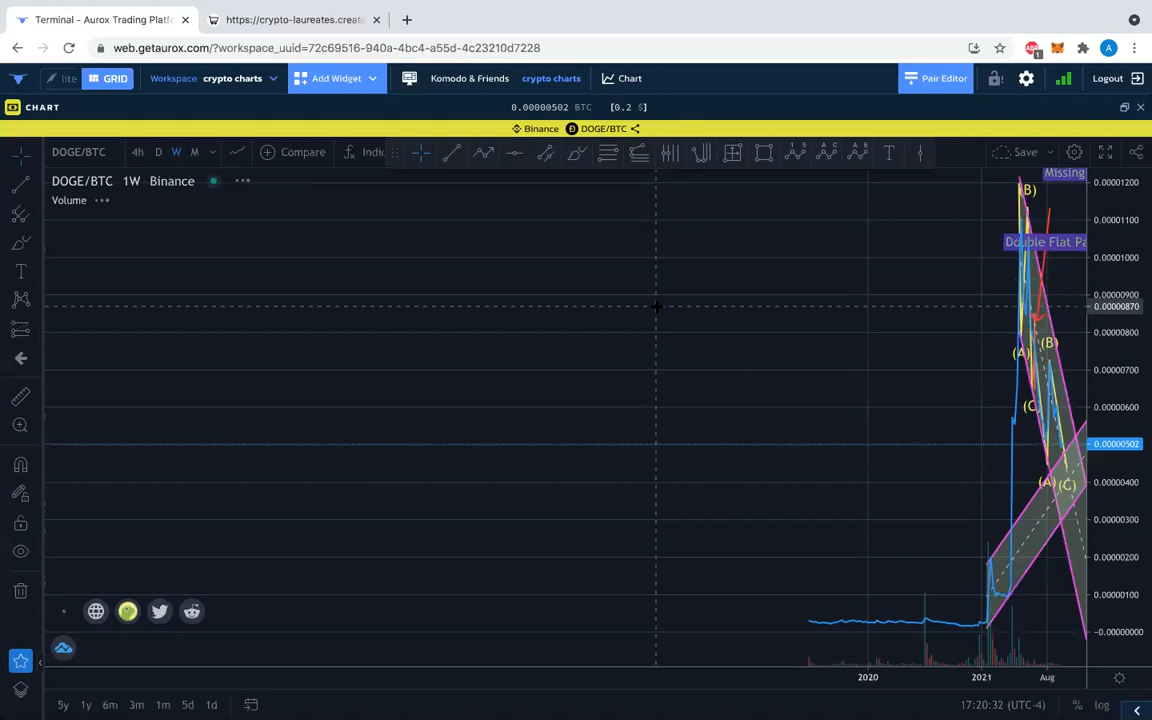 Terminal - Aurox Trading Platf
https://crypto-laureates.creato
web.getaurox.com/?workspace_uuid=72c69516-940a-4bc4-a55d-4c23210d7228
ABP
1
A
lite
GRID
Workspace: crypto charts
Add Widget
Komodo & Friends
crypto charts
Chart
Pair Editor
Logout
CHART
0.00000502 BTC [0.2 $]
Binance
DOGE/BTC
DOGE/BTC
4h
D
W
M
Compare
Indic
Save
DOGE/BTC 1W Binance
Volume
Missing
(B)
Double Flat Pa
(A)
(B)
(C
(A)
(C)
0.00001200
0.00001100
0.00001000
0.00000900
0.00000870
0.00000800
0.00000700
0.00000600
0.00000502
0.00000400
0.00000300
0.00000200
0.00000100
-0.00000000
2020
2021
Aug
5y
1y
6m
3m
1m
5d
1d
17:20:32 (UTC-4)
%
log